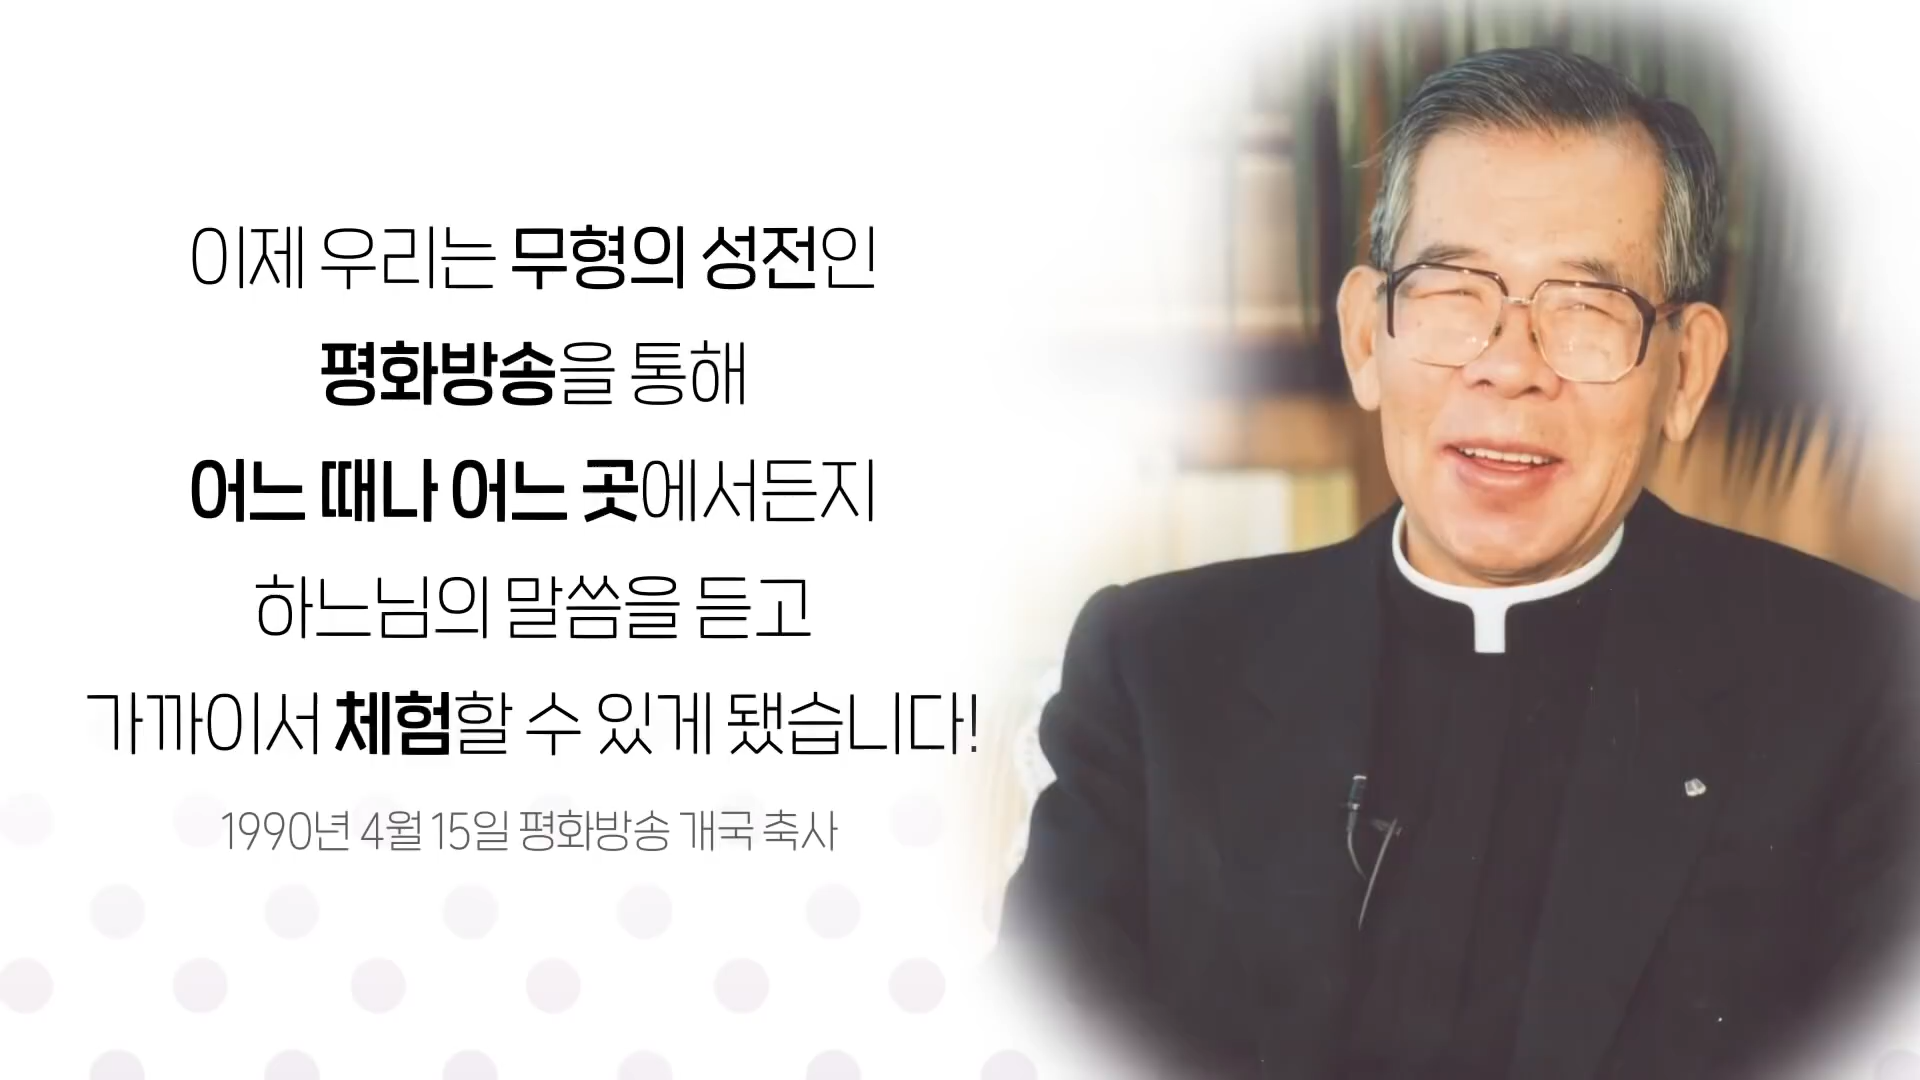 이제 우리는 무형의 성전인
평화방송을 통해
어느 때나 어느 곳에서든지
하느님의 말씀을 듣고
가까이서 체험할 수 있게 됐습니다!
1990년 4월 15일 평화방송 개국 축사